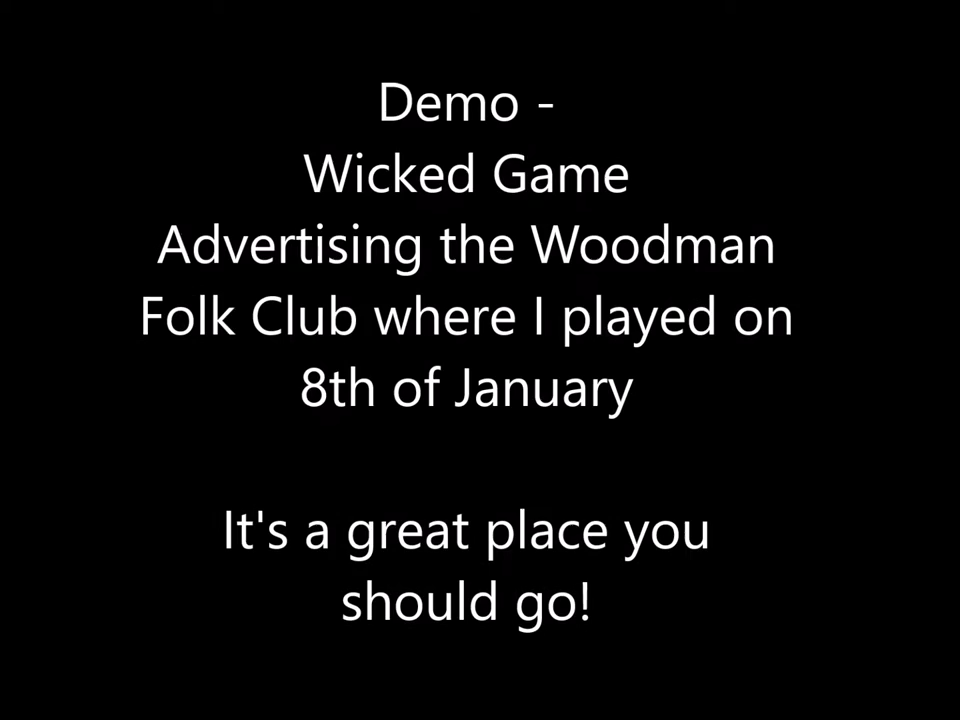 Demo -
Wicked Game
Advertising the Woodman
Folk Club where I played on
8th of January
It's a great place you
should go!